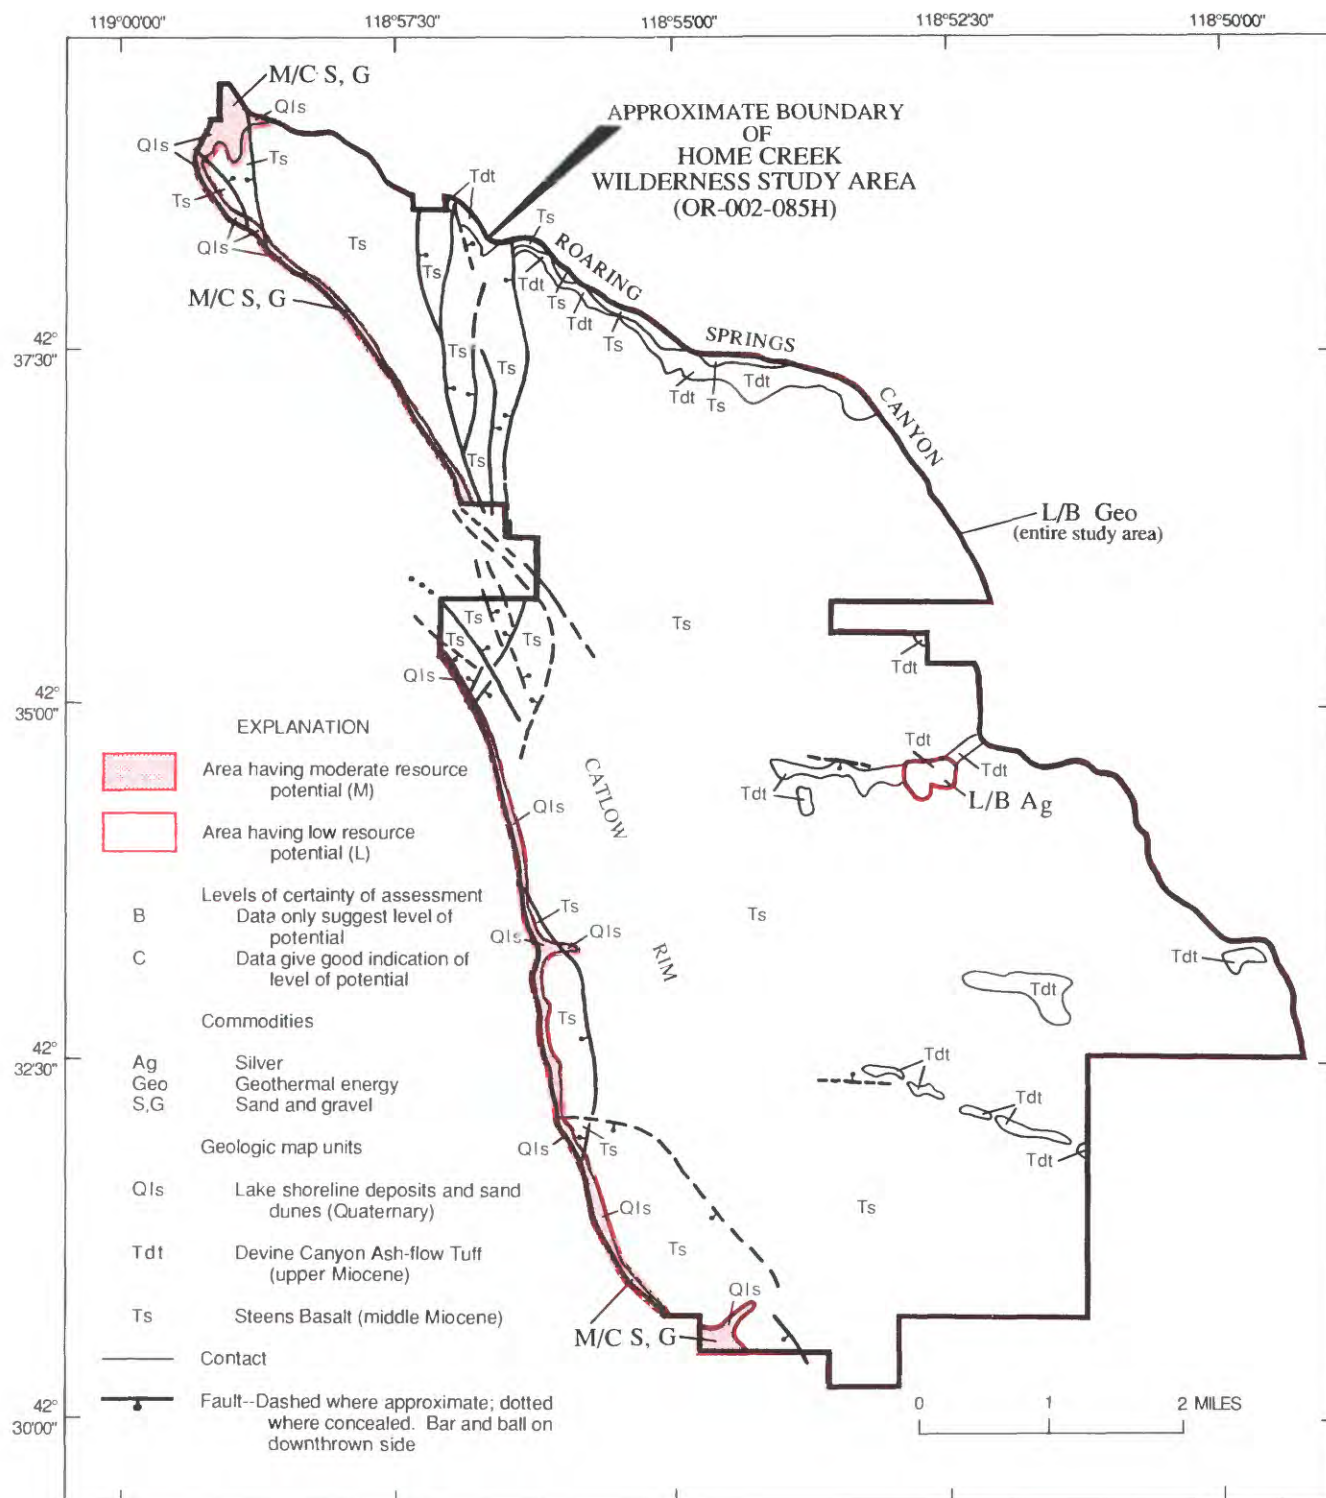 119°00'00"
118°57'30"
118°55'00"
118°52'30"
118°50'00"
M/C S, G
Qls
Qls
Ts
Ts
Qls
M/C S, G
APPROXIMATE BOUNDARY
OF
HOME CREEK
WILDERNESS STUDY AREA
(OR-002-085H)
Tdt
Ts
Ts
Ts
ROARING
Tdt
Ts
Tdt
Ts
SPRINGS
Tdt
Tdt
Ts
CANYON
42°
37'30"
Ts
Ts
Ts
L/B Geo
(entire study area)
Ts
Ts
Ts
Ts
Tdt
Qls
42°
35'00"
Tdt
Tdt
Tdt
L/B Ag
CATLOW
RIM
Qls
Ts
Qls
Qls
Ts
Ts
Tdt
Tdt
Tdt
Tdt
Tdt
42°
32'30"
Qls
Ts
Qls
Ts
Ts
Qls
M/C S, G
EXPLANATION
Area having moderate resource
potential (M)
Area having low resource
potential (L)
Levels of certainty of assessment
B Data only suggest level of
potential
C Data give good indication of
level of potential
Commodities
Ag Silver
Geo Geothermal energy
S,G Sand and gravel
Geologic map units
Qls Lake shoreline deposits and sand
dunes (Quaternary)
Tdt Devine Canyon Ash-flow Tuff
(upper Miocene)
Ts Steens Basalt (middle Miocene)
Contact
Fault--Dashed where approximate; dotted
where concealed. Bar and ball on
downthrown side
42°
30'00"
0 1 2 MILES